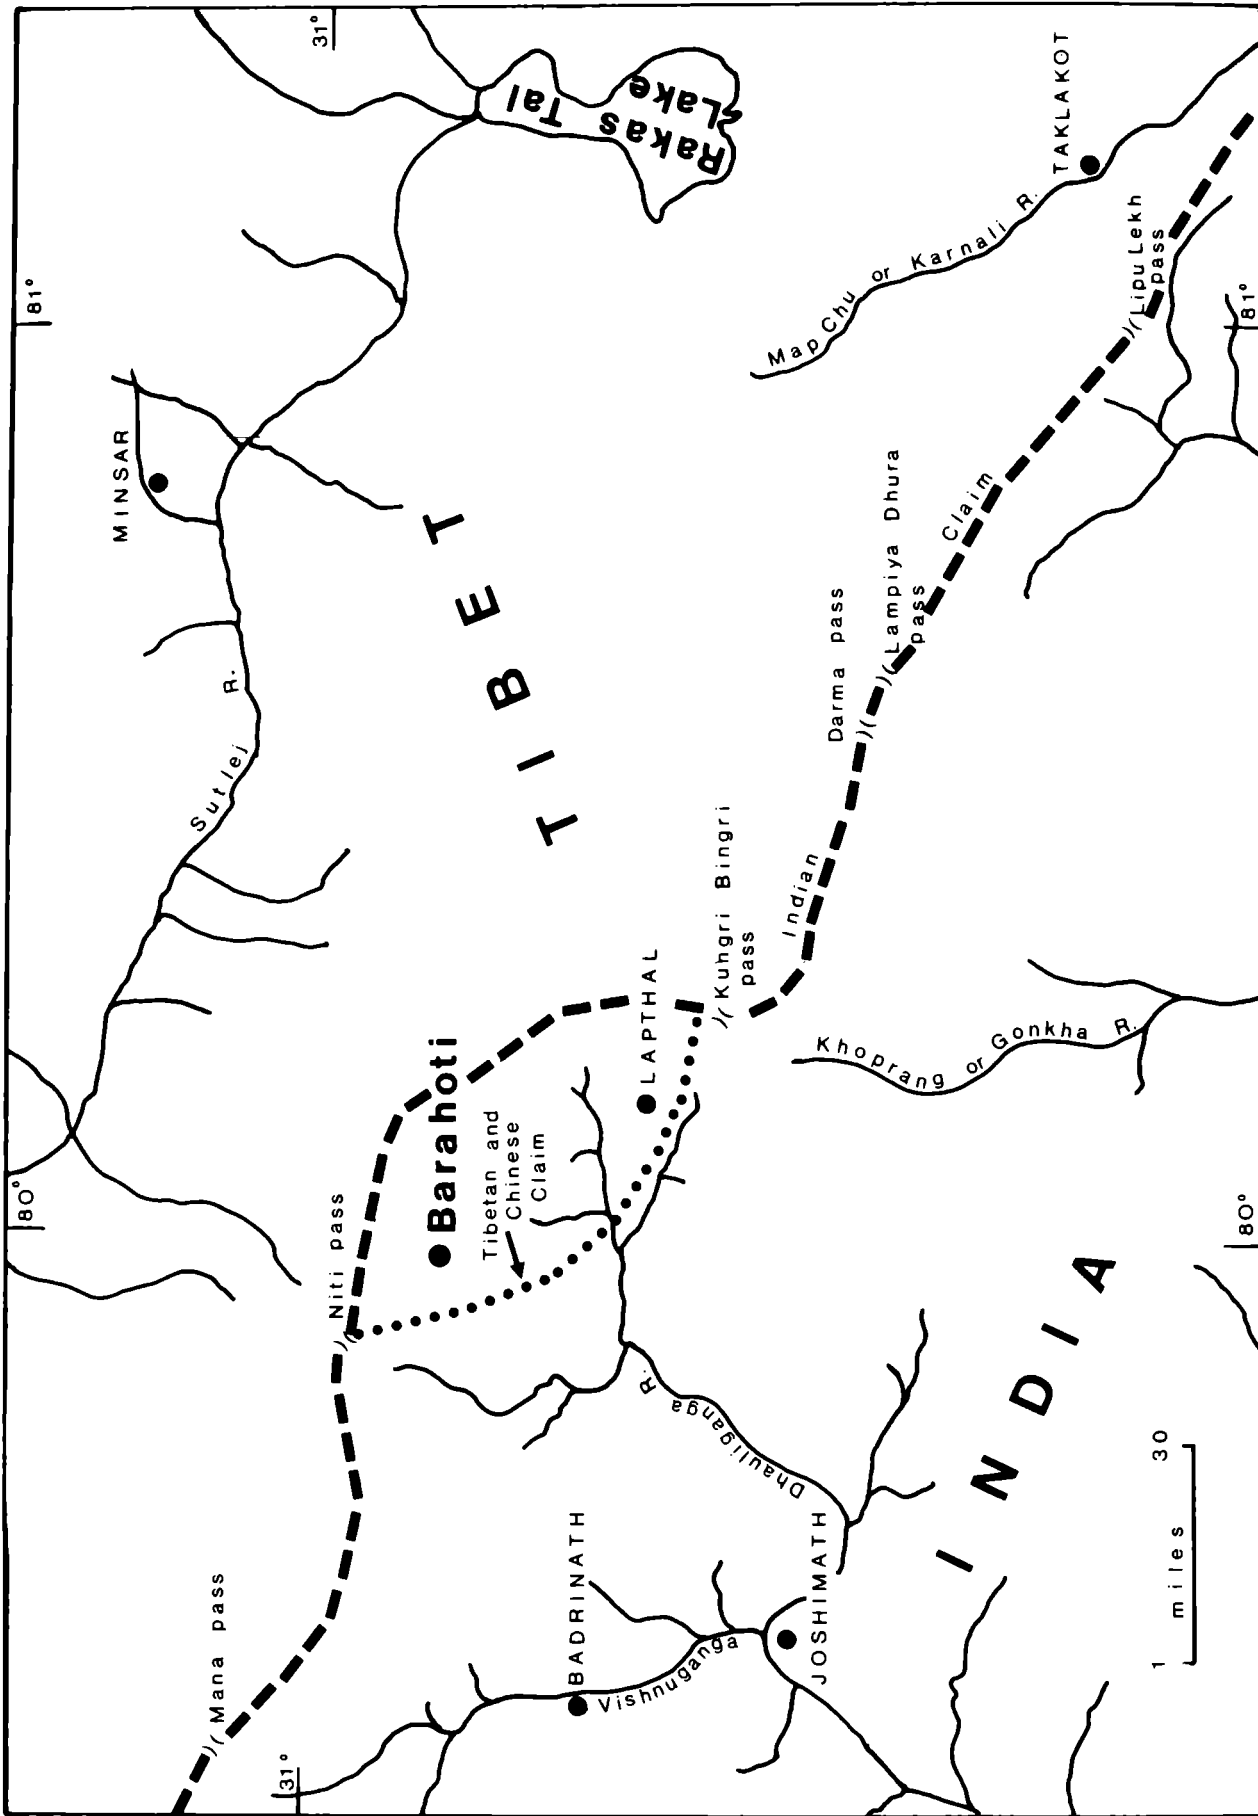 80°
81°
31°
31°
Mana pass
Niti pass
Sutlej R.
MINSAR
Rakas
Tal
Lake
TIBET
Barahoti
Tibetan and
Chinese
Claim
LAPTHAL
Kuhgri Bingri
pass
Darma pass
Lampiya Dhura
pass
Indian Claim
Map Chu or Karnali R.
TAKLAKOT
Lipu Lekh
pass
BADRINATH
Vishnuganga
JOSHIMATH
Dhauliganga R.
Khoprang or Gonkha R.
INDIA
1 30
miles
80°
81°